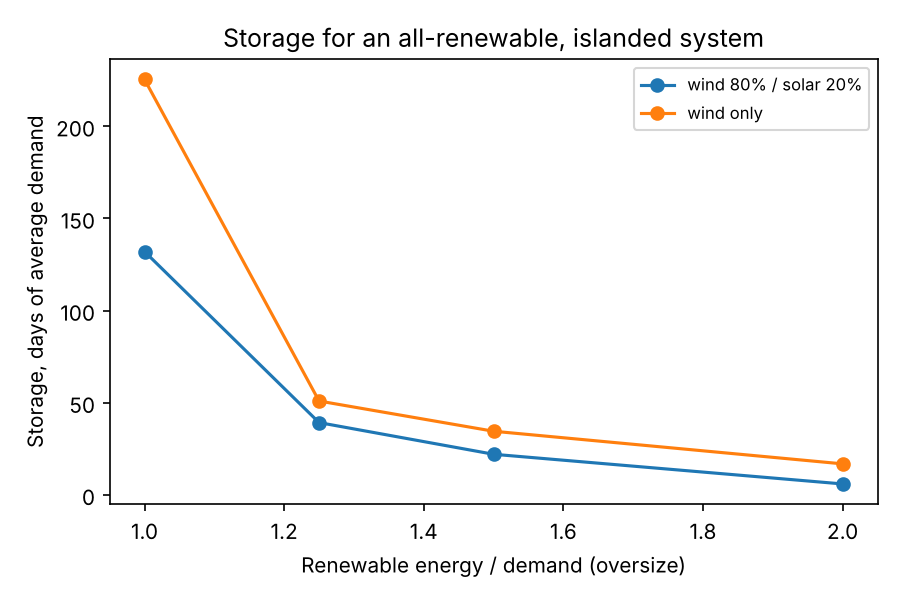 Storage for an all-renewable, islanded system
wind 80% / solar 20%
wind only
Storage, days of average demand
200
150
100
50
0
1.0
1.2
1.4
1.6
1.8
2.0
Renewable energy / demand (oversize)